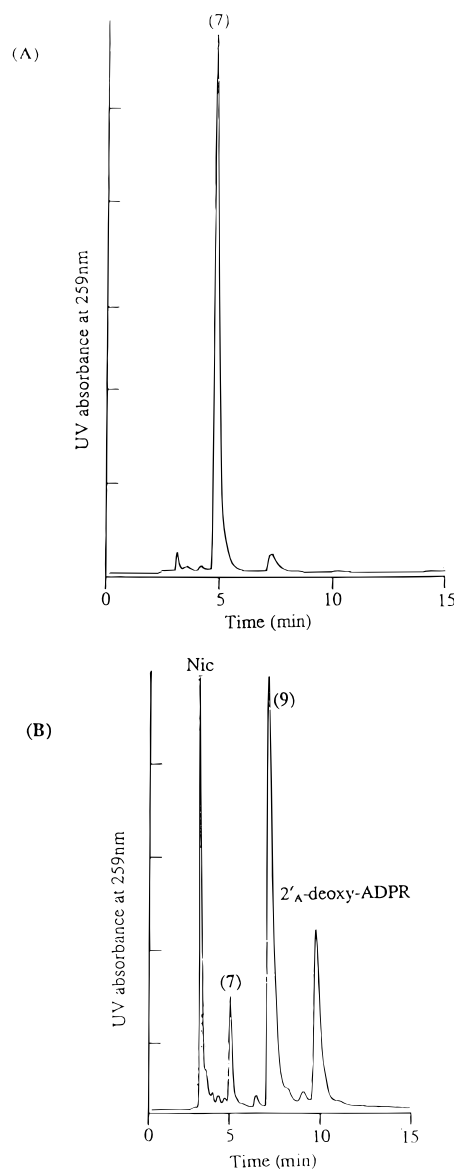 (7)
(A)
UV absorbance at 259nm
0 5 10 15
Time (min)
Nic
(B)
(9)
2'A-deoxy-ADPR
(7)
UV absorbance at 259nm
0 5 10 15
Time (min)